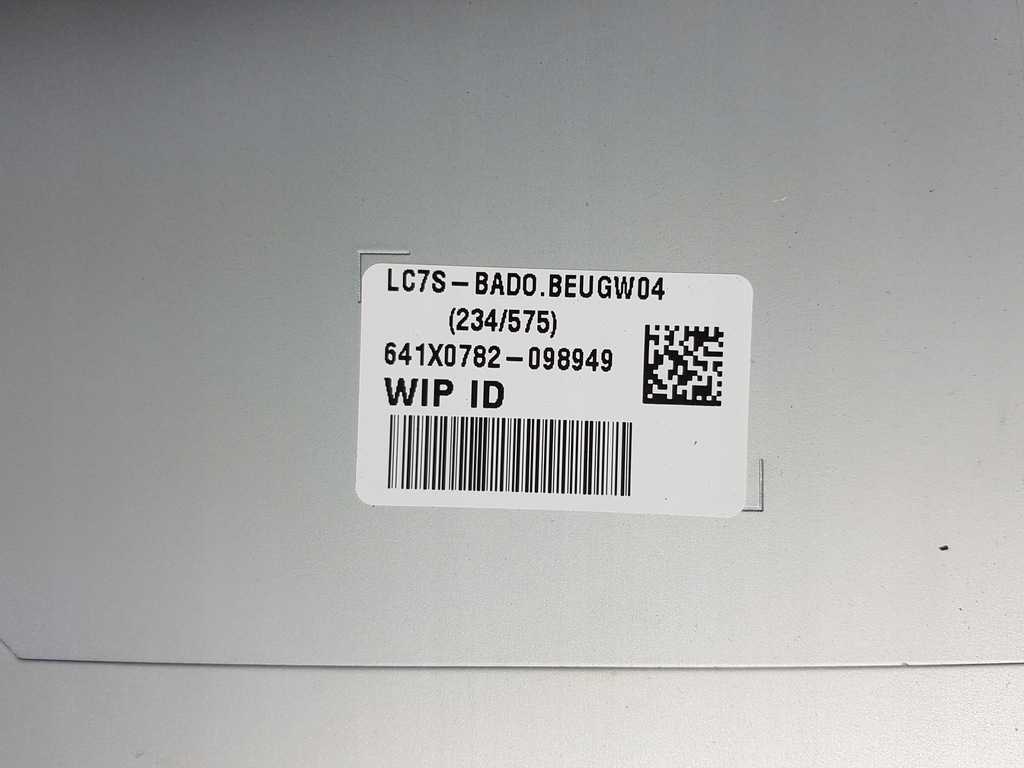 LC7S-BADO.BEUGW04
(234/575)
641X0782-098949
WIP ID